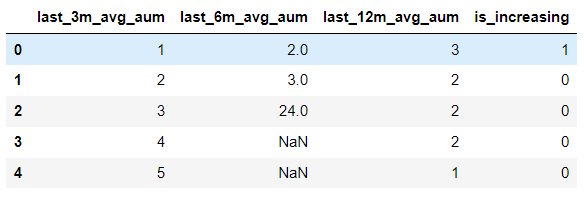 last_3m_avg_aum last_6m_avg_aum last_12m_avg_aum is_increasing
0 1 2.0 3 1
1 2 3.0 2 0
2 3 24.0 2 0
3 4 NaN 2 0
4 5 NaN 1 0